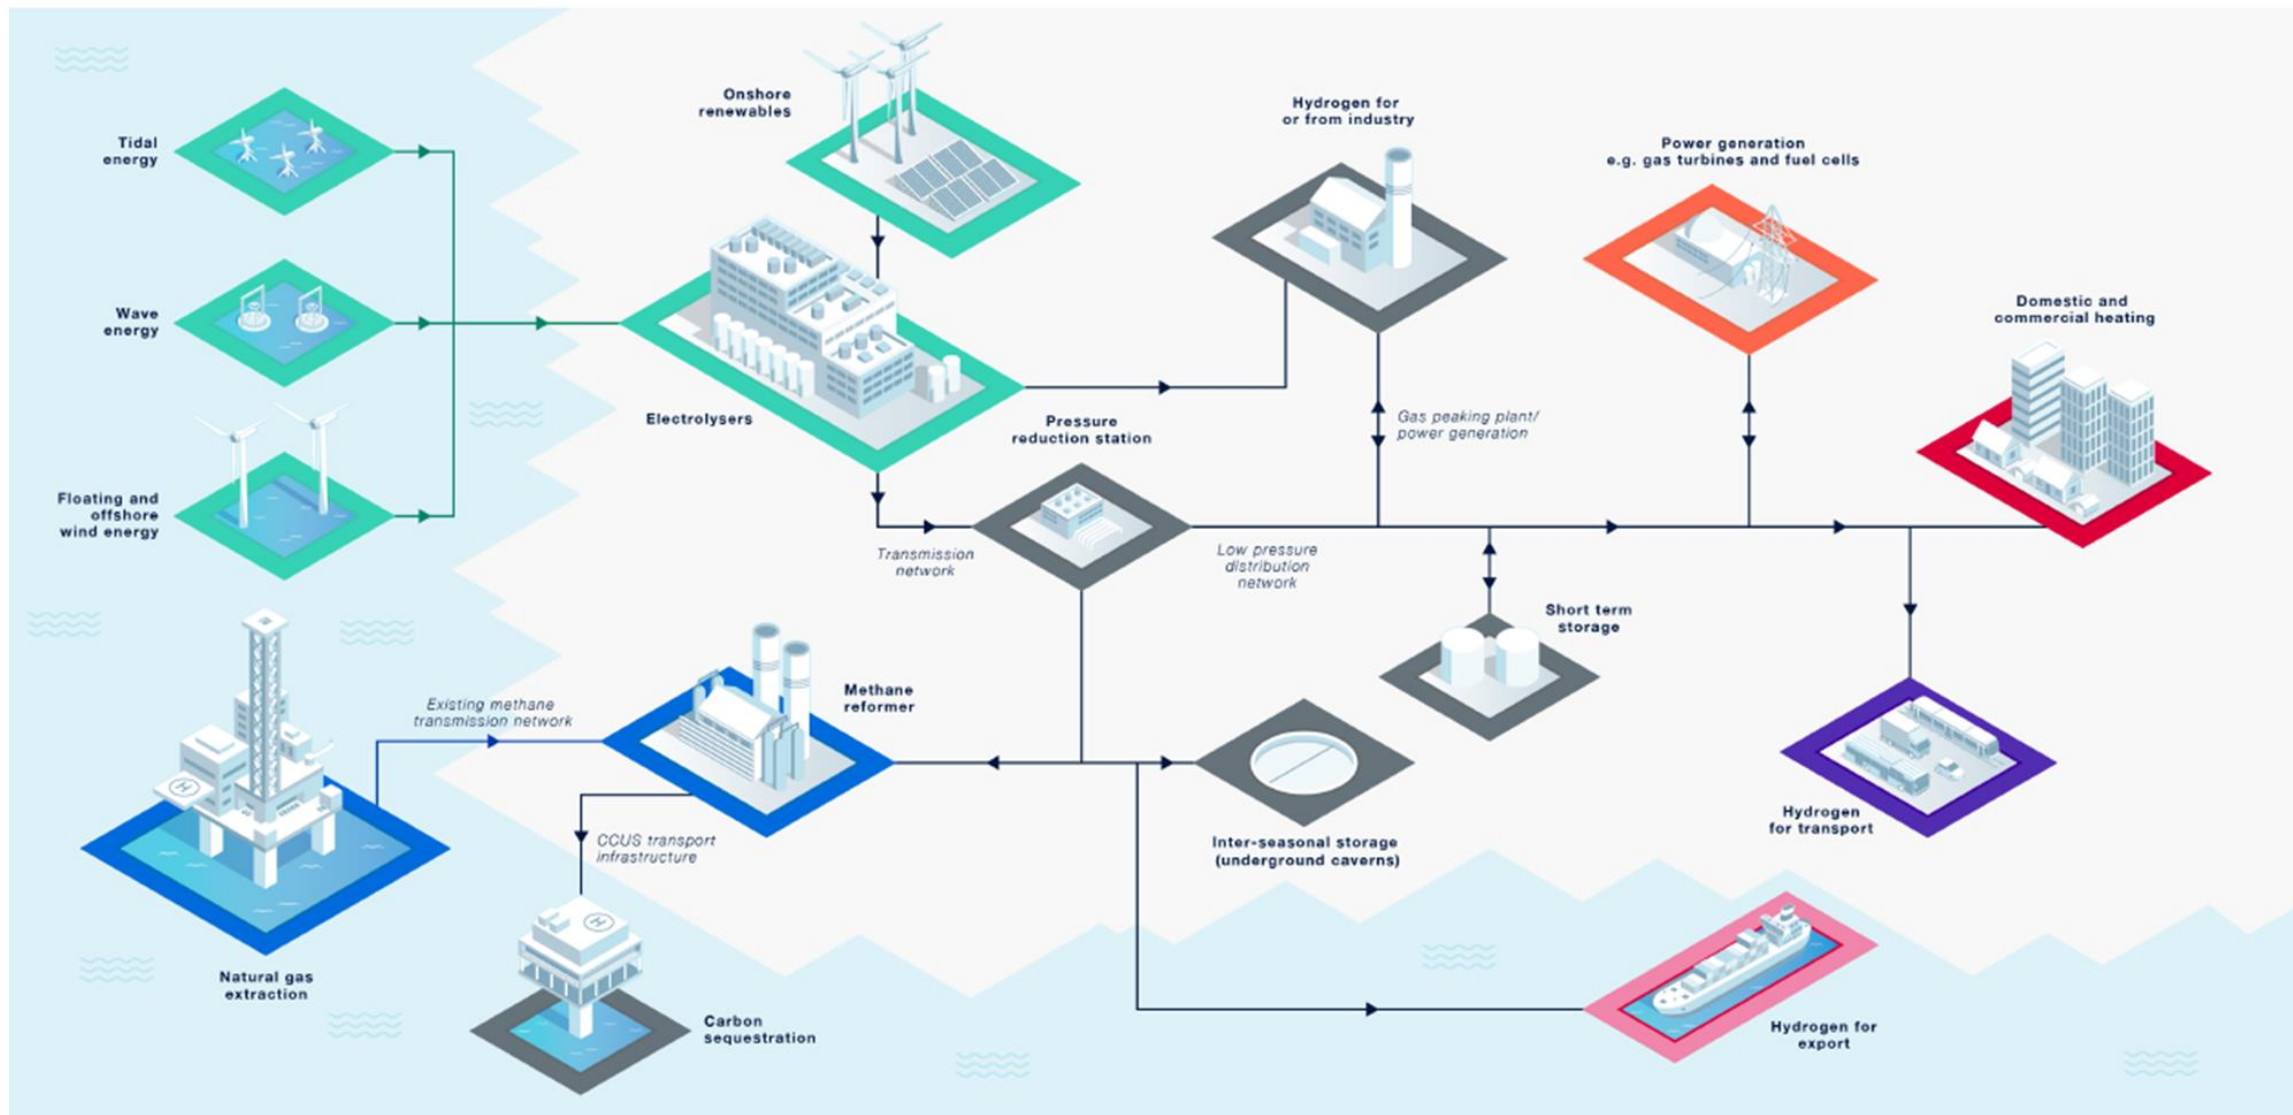 Onshore
renewables
Hydrogen for
or from industry
Power generation
e.g. gas turbines and fuel cells
Tidal
energy
Wave
energy
Domestic and
commercial heating
Electrolysers
Pressure
reduction station
Gas peaking plant/
power generation
Floating and
offshore
wind energy
Transmission
network
Low pressure
distribution
network
Short term
storage
Existing methane
transmission network
Methane
reformer
CCUS transport
infrastructure
Inter-seasonal storage
(underground caverns)
Hydrogen
for transport
Natural gas
extraction
H
H
Carbon
sequestration
Hydrogen for
export